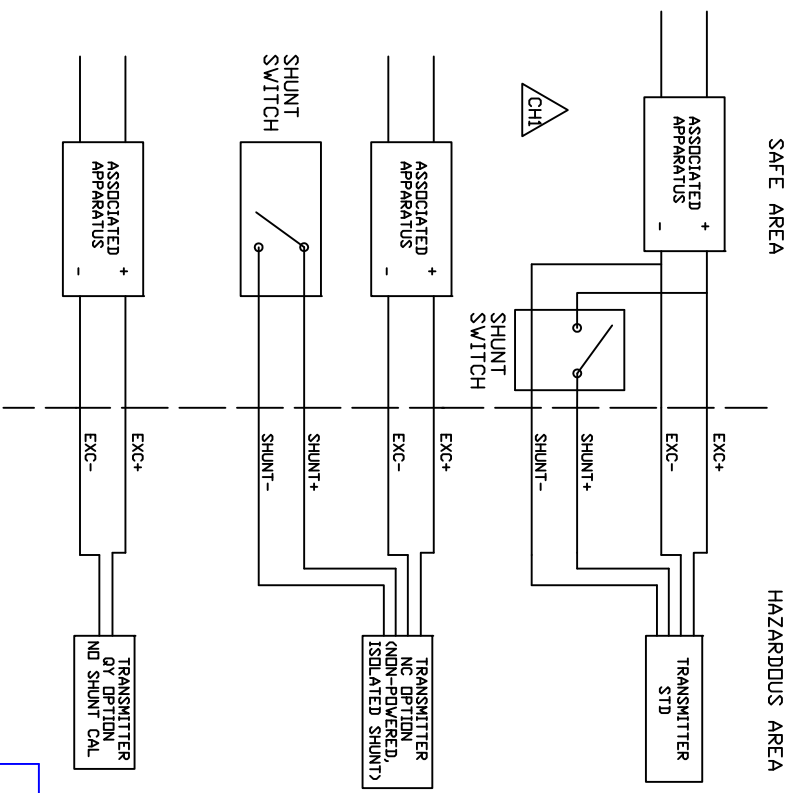 SAFE AREA
HAZARDOUS AREA
ASSOCIATED
APPARATUS
+
-
EXC+
EXC-
SHUNT+
SHUNT-
TRANSMITTER
STD
SHUNT
SWITCH
CH1
ASSOCIATED
APPARATUS
+
-
EXC+
EXC-
SHUNT+
SHUNT-
TRANSMITTER
NC OPTION
(NON-POWERED,
ISOLATED SHUNT)
SHUNT
SWITCH
ASSOCIATED
APPARATUS
+
-
EXC+
EXC-
TRANSMITTER
QY OPTION
NO SHUNT CAL